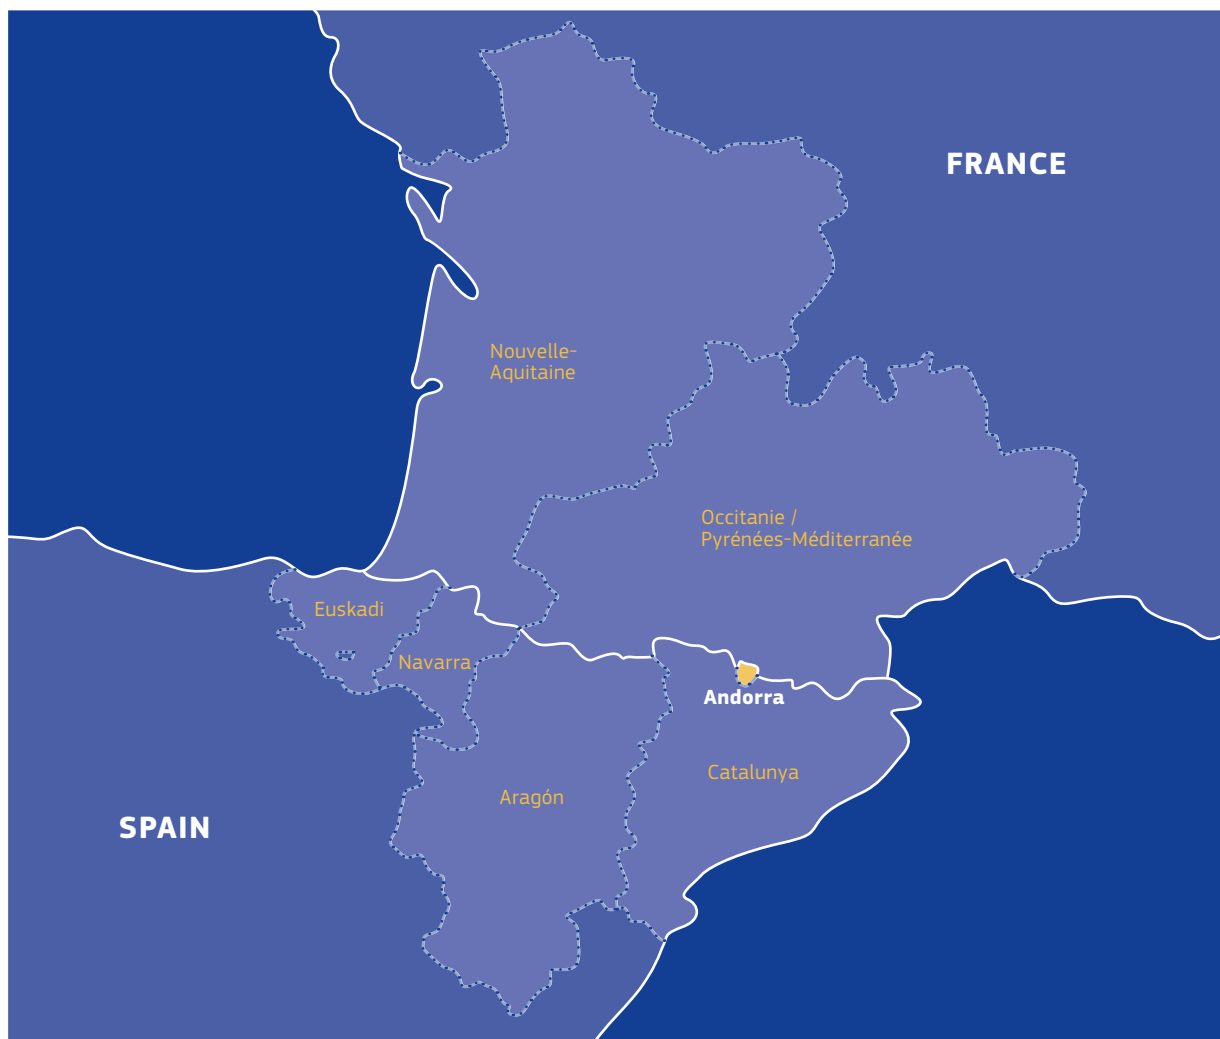 FRANCE
Nouvelle-
Aquitaine
Occitanie /
Pyrénées-Méditerranée
Euskadi
Navarra
Andorra
Catalunya
Aragón
SPAIN